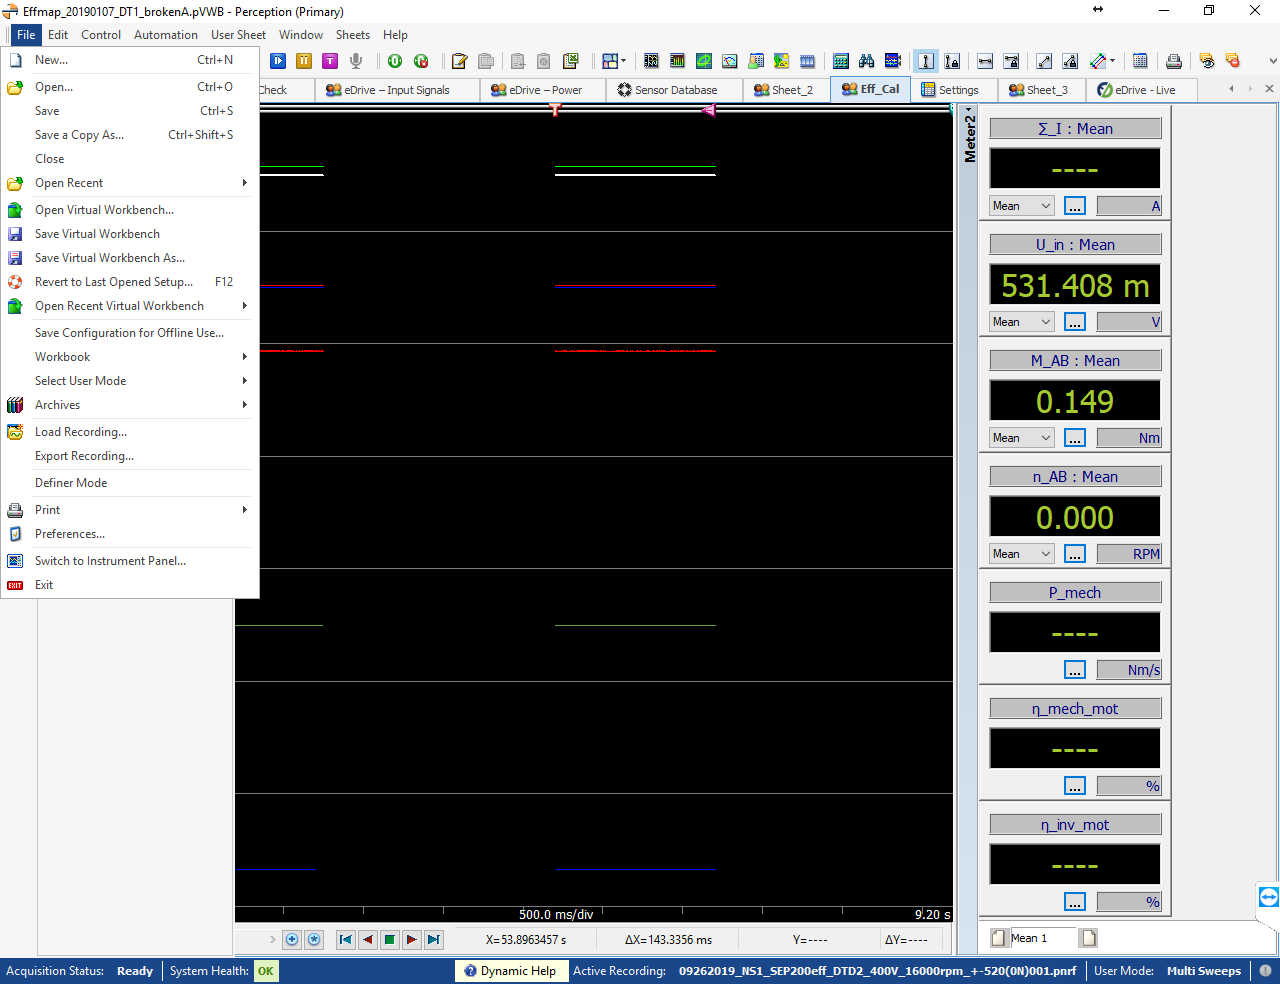 Effmap_20190107_DT1_brokenA.pVWB - Perception (Primary)
File Edit Control Automation User Sheet Window Sheets Help
New... Ctrl+N
Open... Ctrl+O
Save Ctrl+S
Save a Copy As... Ctrl+Shift+S
Close
Open Recent
Open Virtual Workbench...
Save Virtual Workbench
Save Virtual Workbench As...
Revert to Last Opened Setup... F12
Open Recent Virtual Workbench
Save Configuration for Offline Use...
Workbook
Select User Mode
Archives
Load Recording...
Export Recording...
Definer Mode
Print
Preferences...
Switch to Instrument Panel...
EXIT Exit
Check eDrive – Input Signals eDrive – Power Sensor Database Sheet_2 Eff_Cal Settings Sheet_3 eDrive - Live
500.0 ms/div 9.20 s
X=53.8963457 s ΔX=143.3356 ms Y=---- ΔY=----
Meter2
Σ_I : Mean
----
Mean ... A
U_in : Mean
531.408 m
Mean ... V
M_AB : Mean
0.149
Mean ... Nm
n_AB : Mean
0.000
Mean ... RPM
P_mech
----
... Nm/s
η_mech_mot
----
... %
η_inv_mot
----
... %
Mean 1
Acquisition Status: Ready System Health: OK Dynamic Help Active Recording: 09262019_NS1_SEP200eff_DTD2_400V_16000rpm_+-520(0N)001.pnrf User Mode: Multi Sweeps